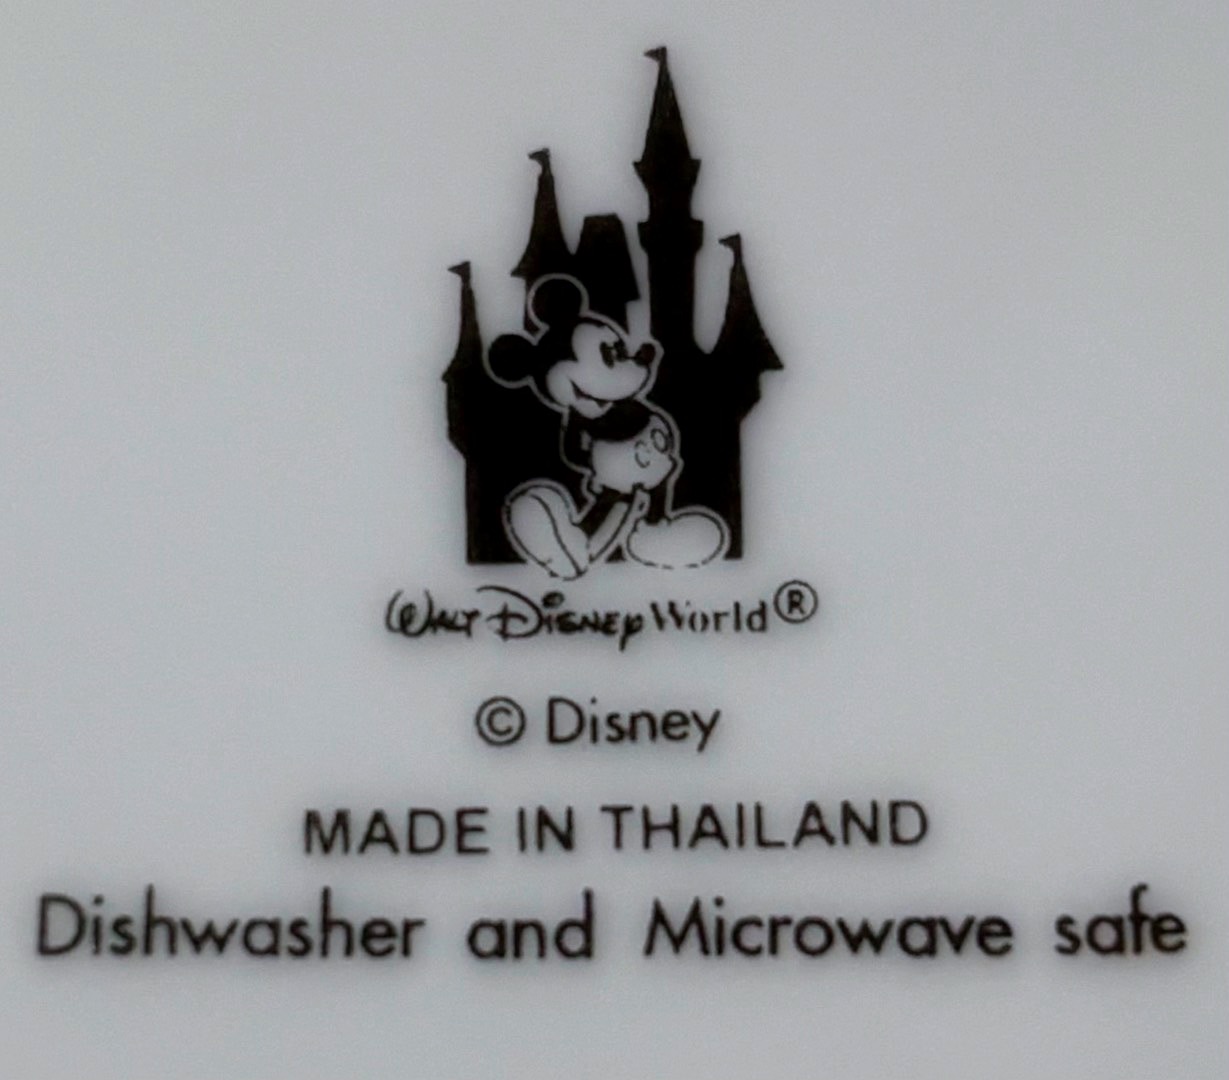 Walt Disney World®
© Disney
MADE IN THAILAND
Dishwasher and Microwave safe